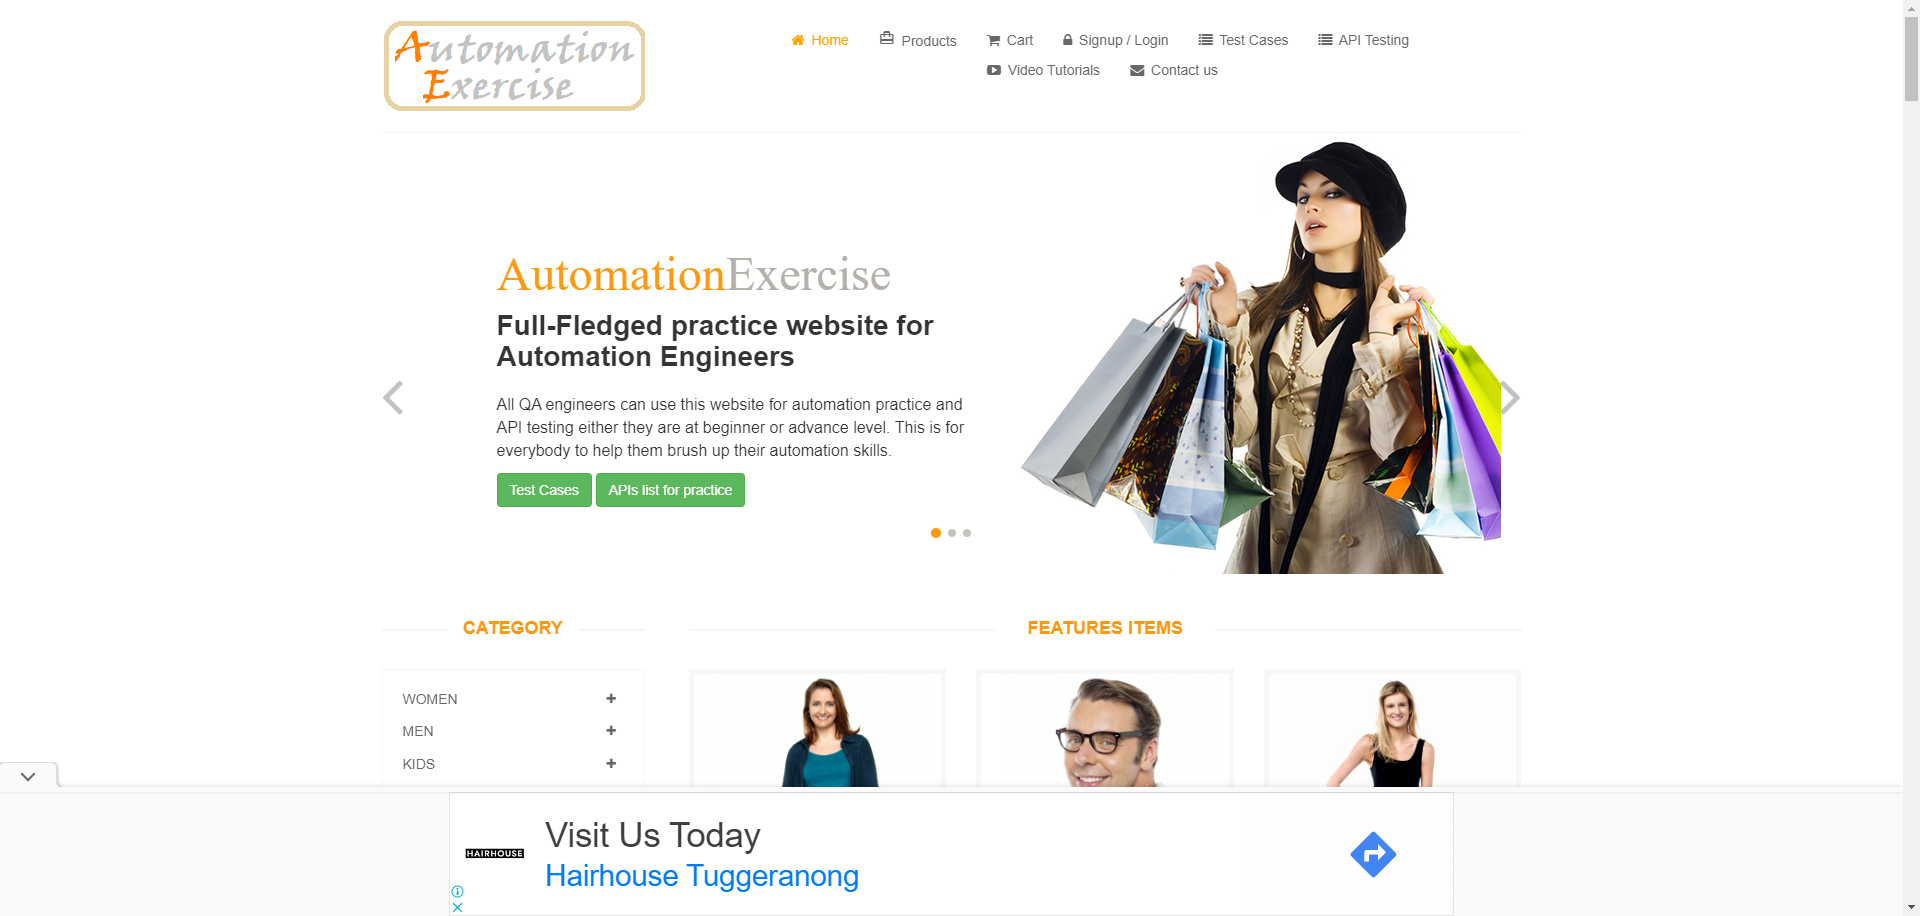 Automation
Exercise
Home
Products
Cart
Signup / Login
Test Cases
API Testing
Video Tutorials
Contact us
AutomationExercise
Full-Fledged practice website for
Automation Engineers
All QA engineers can use this website for automation practice and
API testing either they are at beginner or advance level. This is for
everybody to help them brush up their automation skills.
Test Cases
APIs list for practice
CATEGORY
FEATURES ITEMS
WOMEN
MEN
KIDS
HAIRHOUSE
Visit Us Today
Hairhouse Tuggeranong